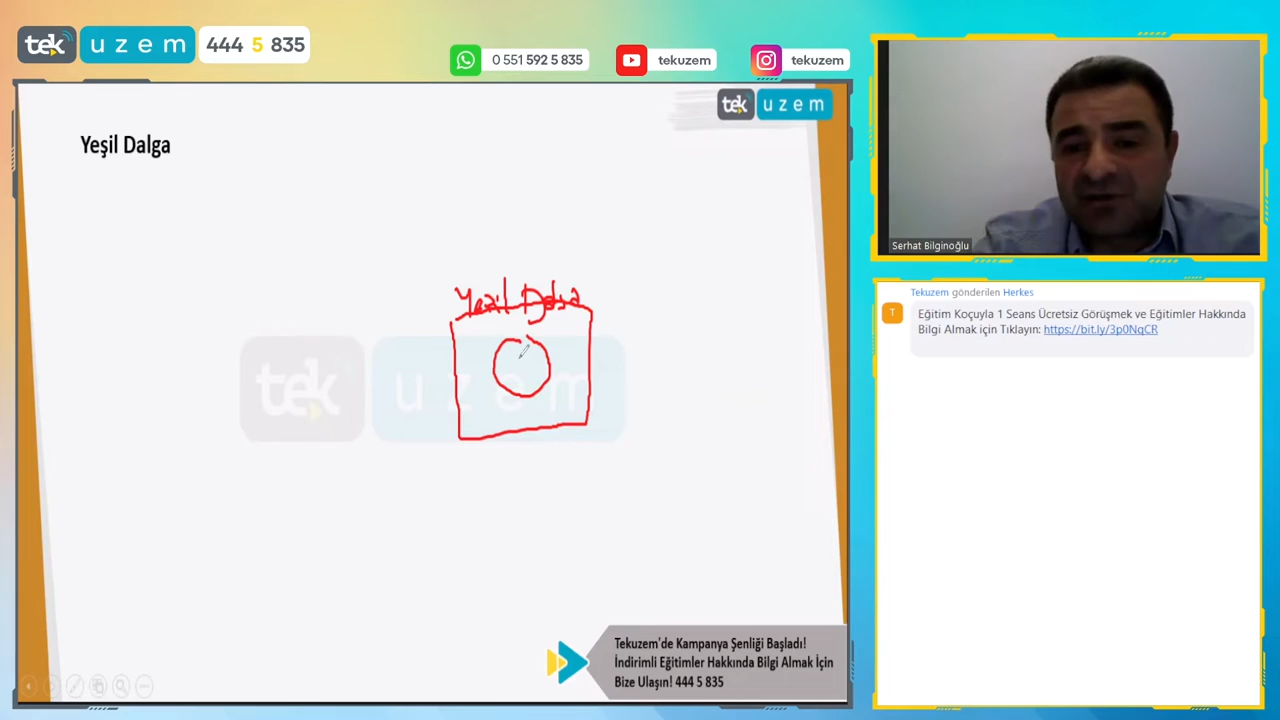 tek uzem 444 5 835
0 551 592 5 835
tekuzem
tekuzem
tek uzem
Yeşil Dalga
Yeşil Dalga
tek uzem
Tekuzem'de Kampanya Şenliği Başladı!
İndirimli Eğitimler Hakkında Bilgi Almak İçin
Bize Ulaşın! 444 5 835
Serhat Bilginoğlu
Tekuzem gönderilen Herkes
T
Eğitim Koçuyla 1 Seans Ücretsiz Görüşmek ve Eğitimler Hakkında
Bilgi Almak için Tıklayın: https://bit.ly/3p0NqCR